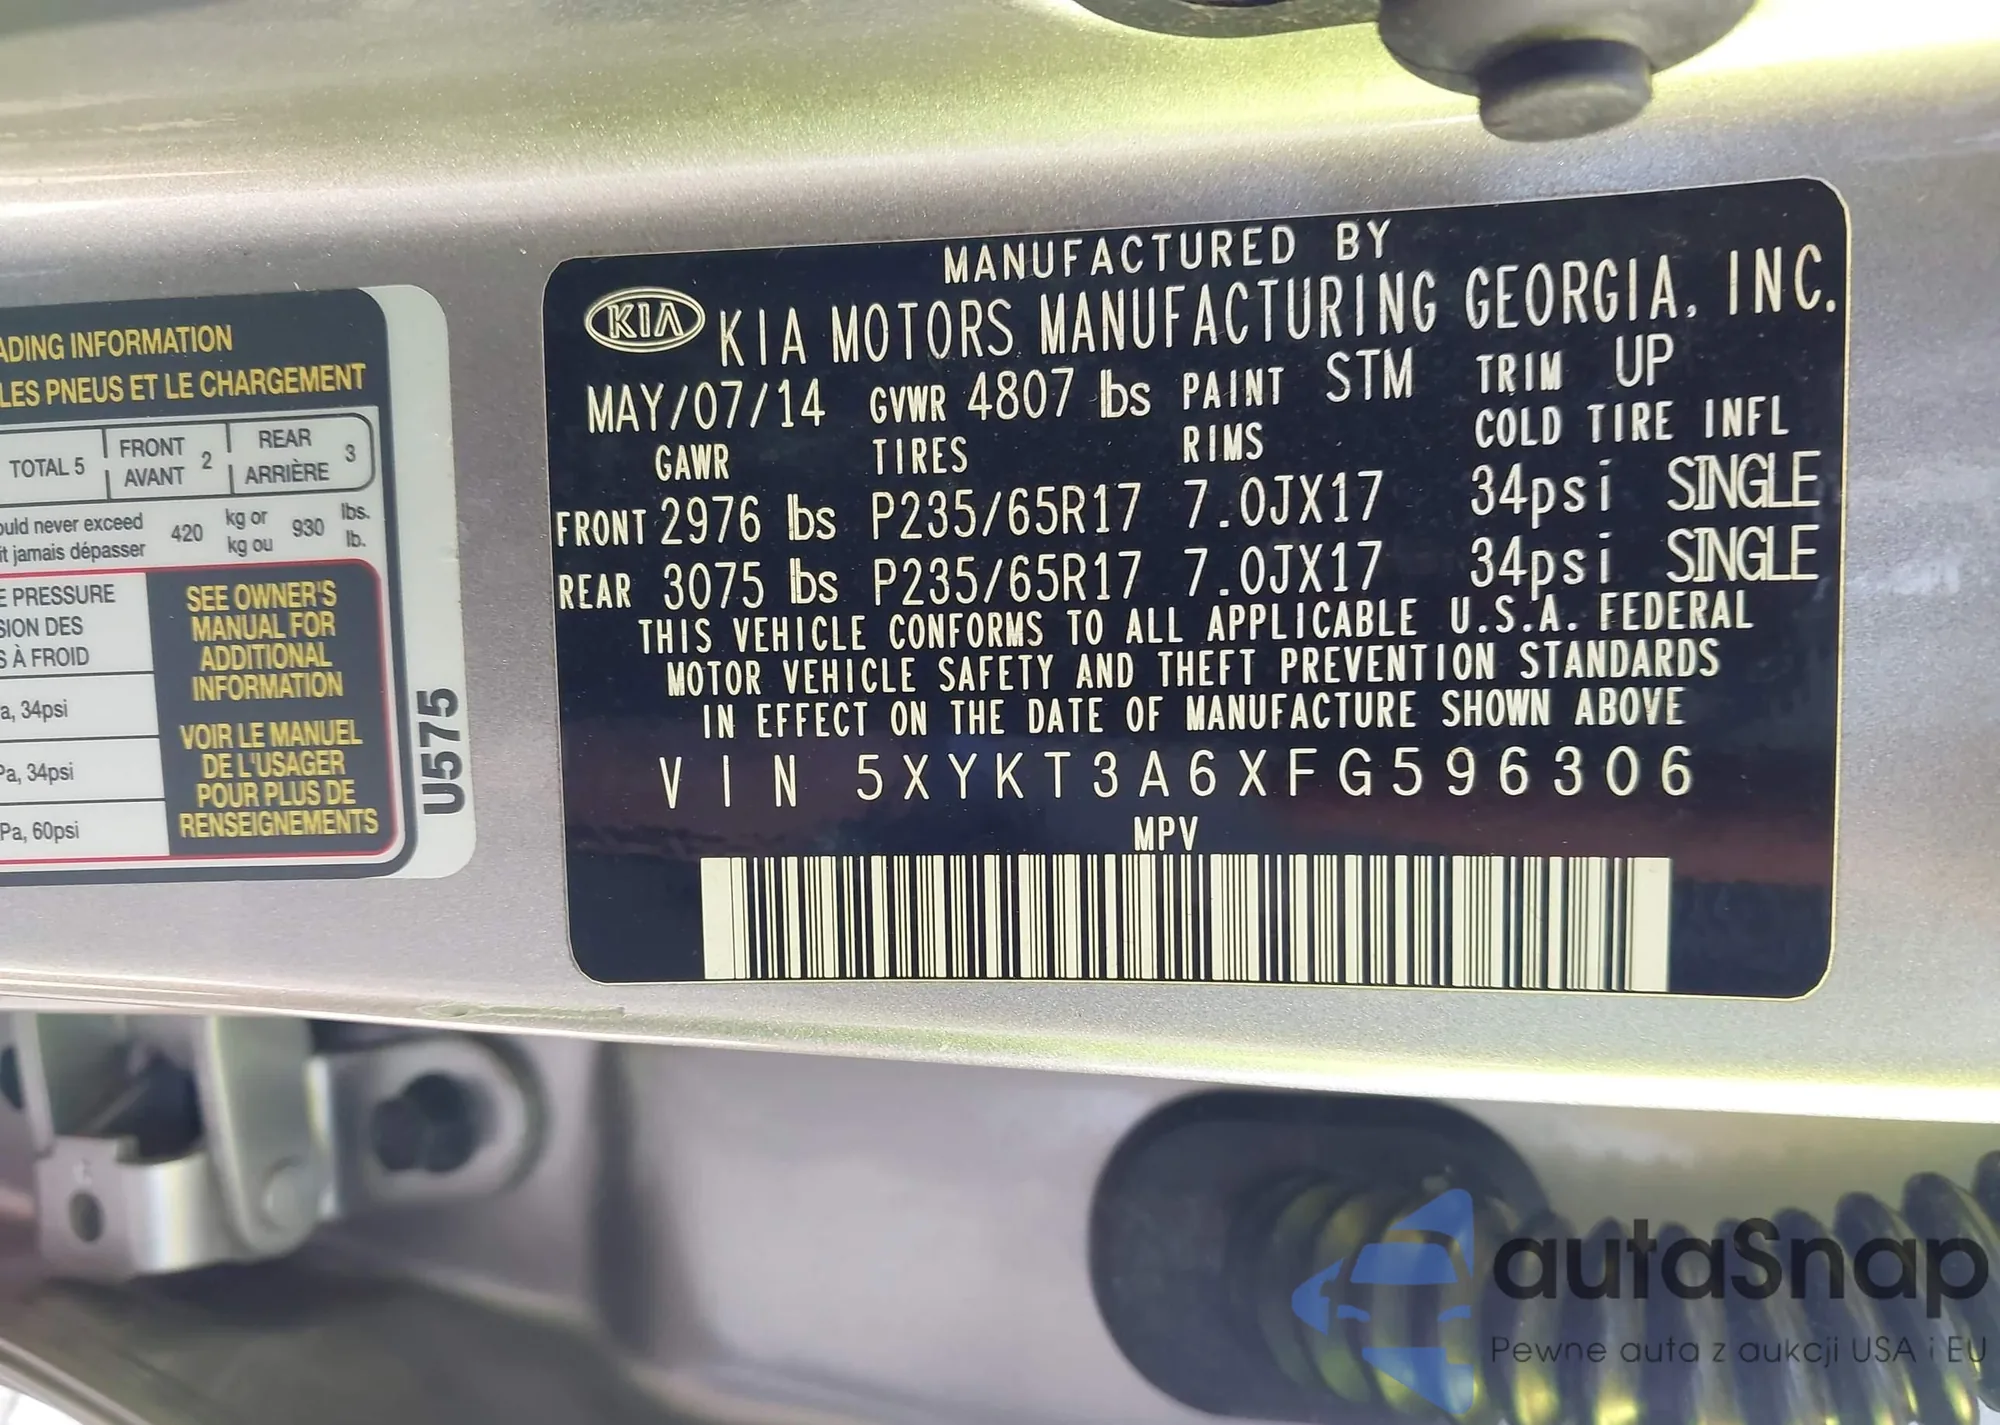 ADING INFORMATION
LES PNEUS ET LE CHARGEMENT
TOTAL 5
FRONT
AVANT
2
REAR
ARRIÈRE
3
ould never exceed
it jamais dépasser
420
kg or
kg ou
930
lbs.
lb.
E PRESSURE
SION DES
S À FROID
a, 34psi
Pa, 34psi
Pa, 60psi
SEE OWNER'S
MANUAL FOR
ADDITIONAL
INFORMATION
VOIR LE MANUEL
DE L'USAGER
POUR PLUS DE
RENSEIGNEMENTS
U575
MANUFACTURED BY
KIA KIA MOTORS MANUFACTURING GEORGIA, INC.
MAY/07/14 GVWR 4807 lbs PAINT STM TRIM UP
GAWR TIRES RIMS COLD TIRE INFL
FRONT 2976 lbs P235/65R17 7.0JX17 34psi SINGLE
REAR 3075 lbs P235/65R17 7.0JX17 34psi SINGLE
THIS VEHICLE CONFORMS TO ALL APPLICABLE U.S.A. FEDERAL
MOTOR VEHICLE SAFETY AND THEFT PREVENTION STANDARDS
IN EFFECT ON THE DATE OF MANUFACTURE SHOWN ABOVE
VIN 5XYKT3A6XFG596306
MPV
autaSnap
Pewne auta z aukcji USA i EU